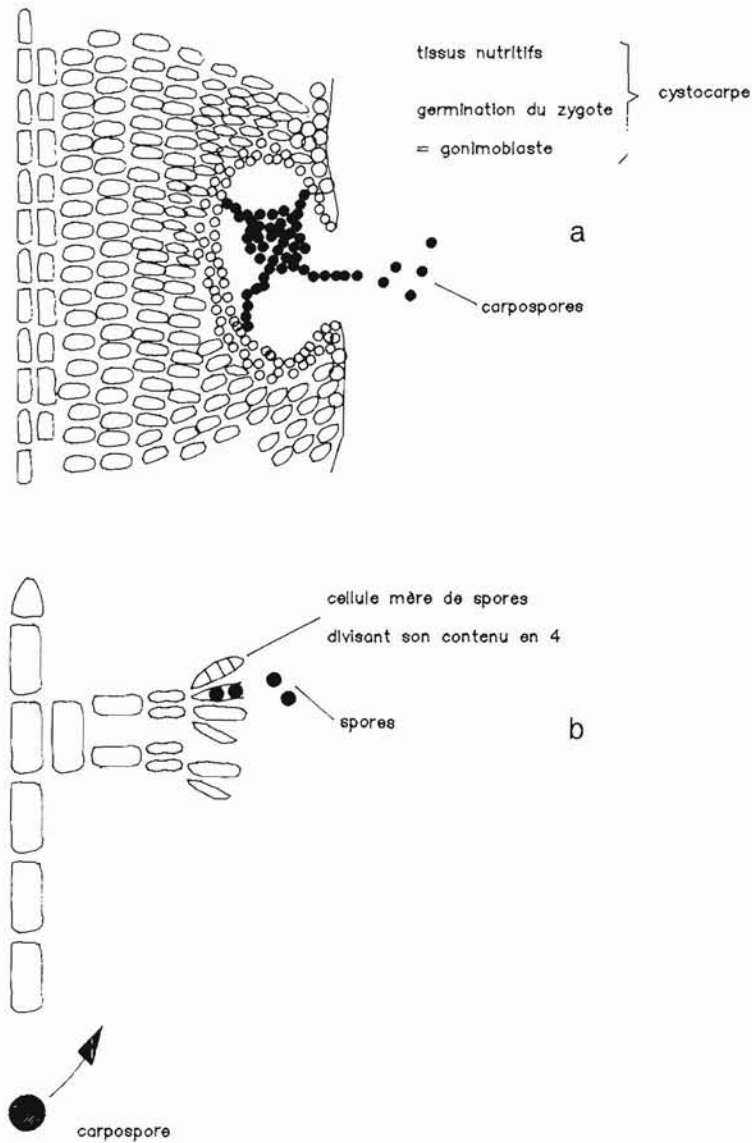 tissus nutritifs
cystocarpe
germination du zygote
= gonimoblaste
a
carpospores
cellule mère de spores
divisant son contenu en 4
spores
b
carpospore